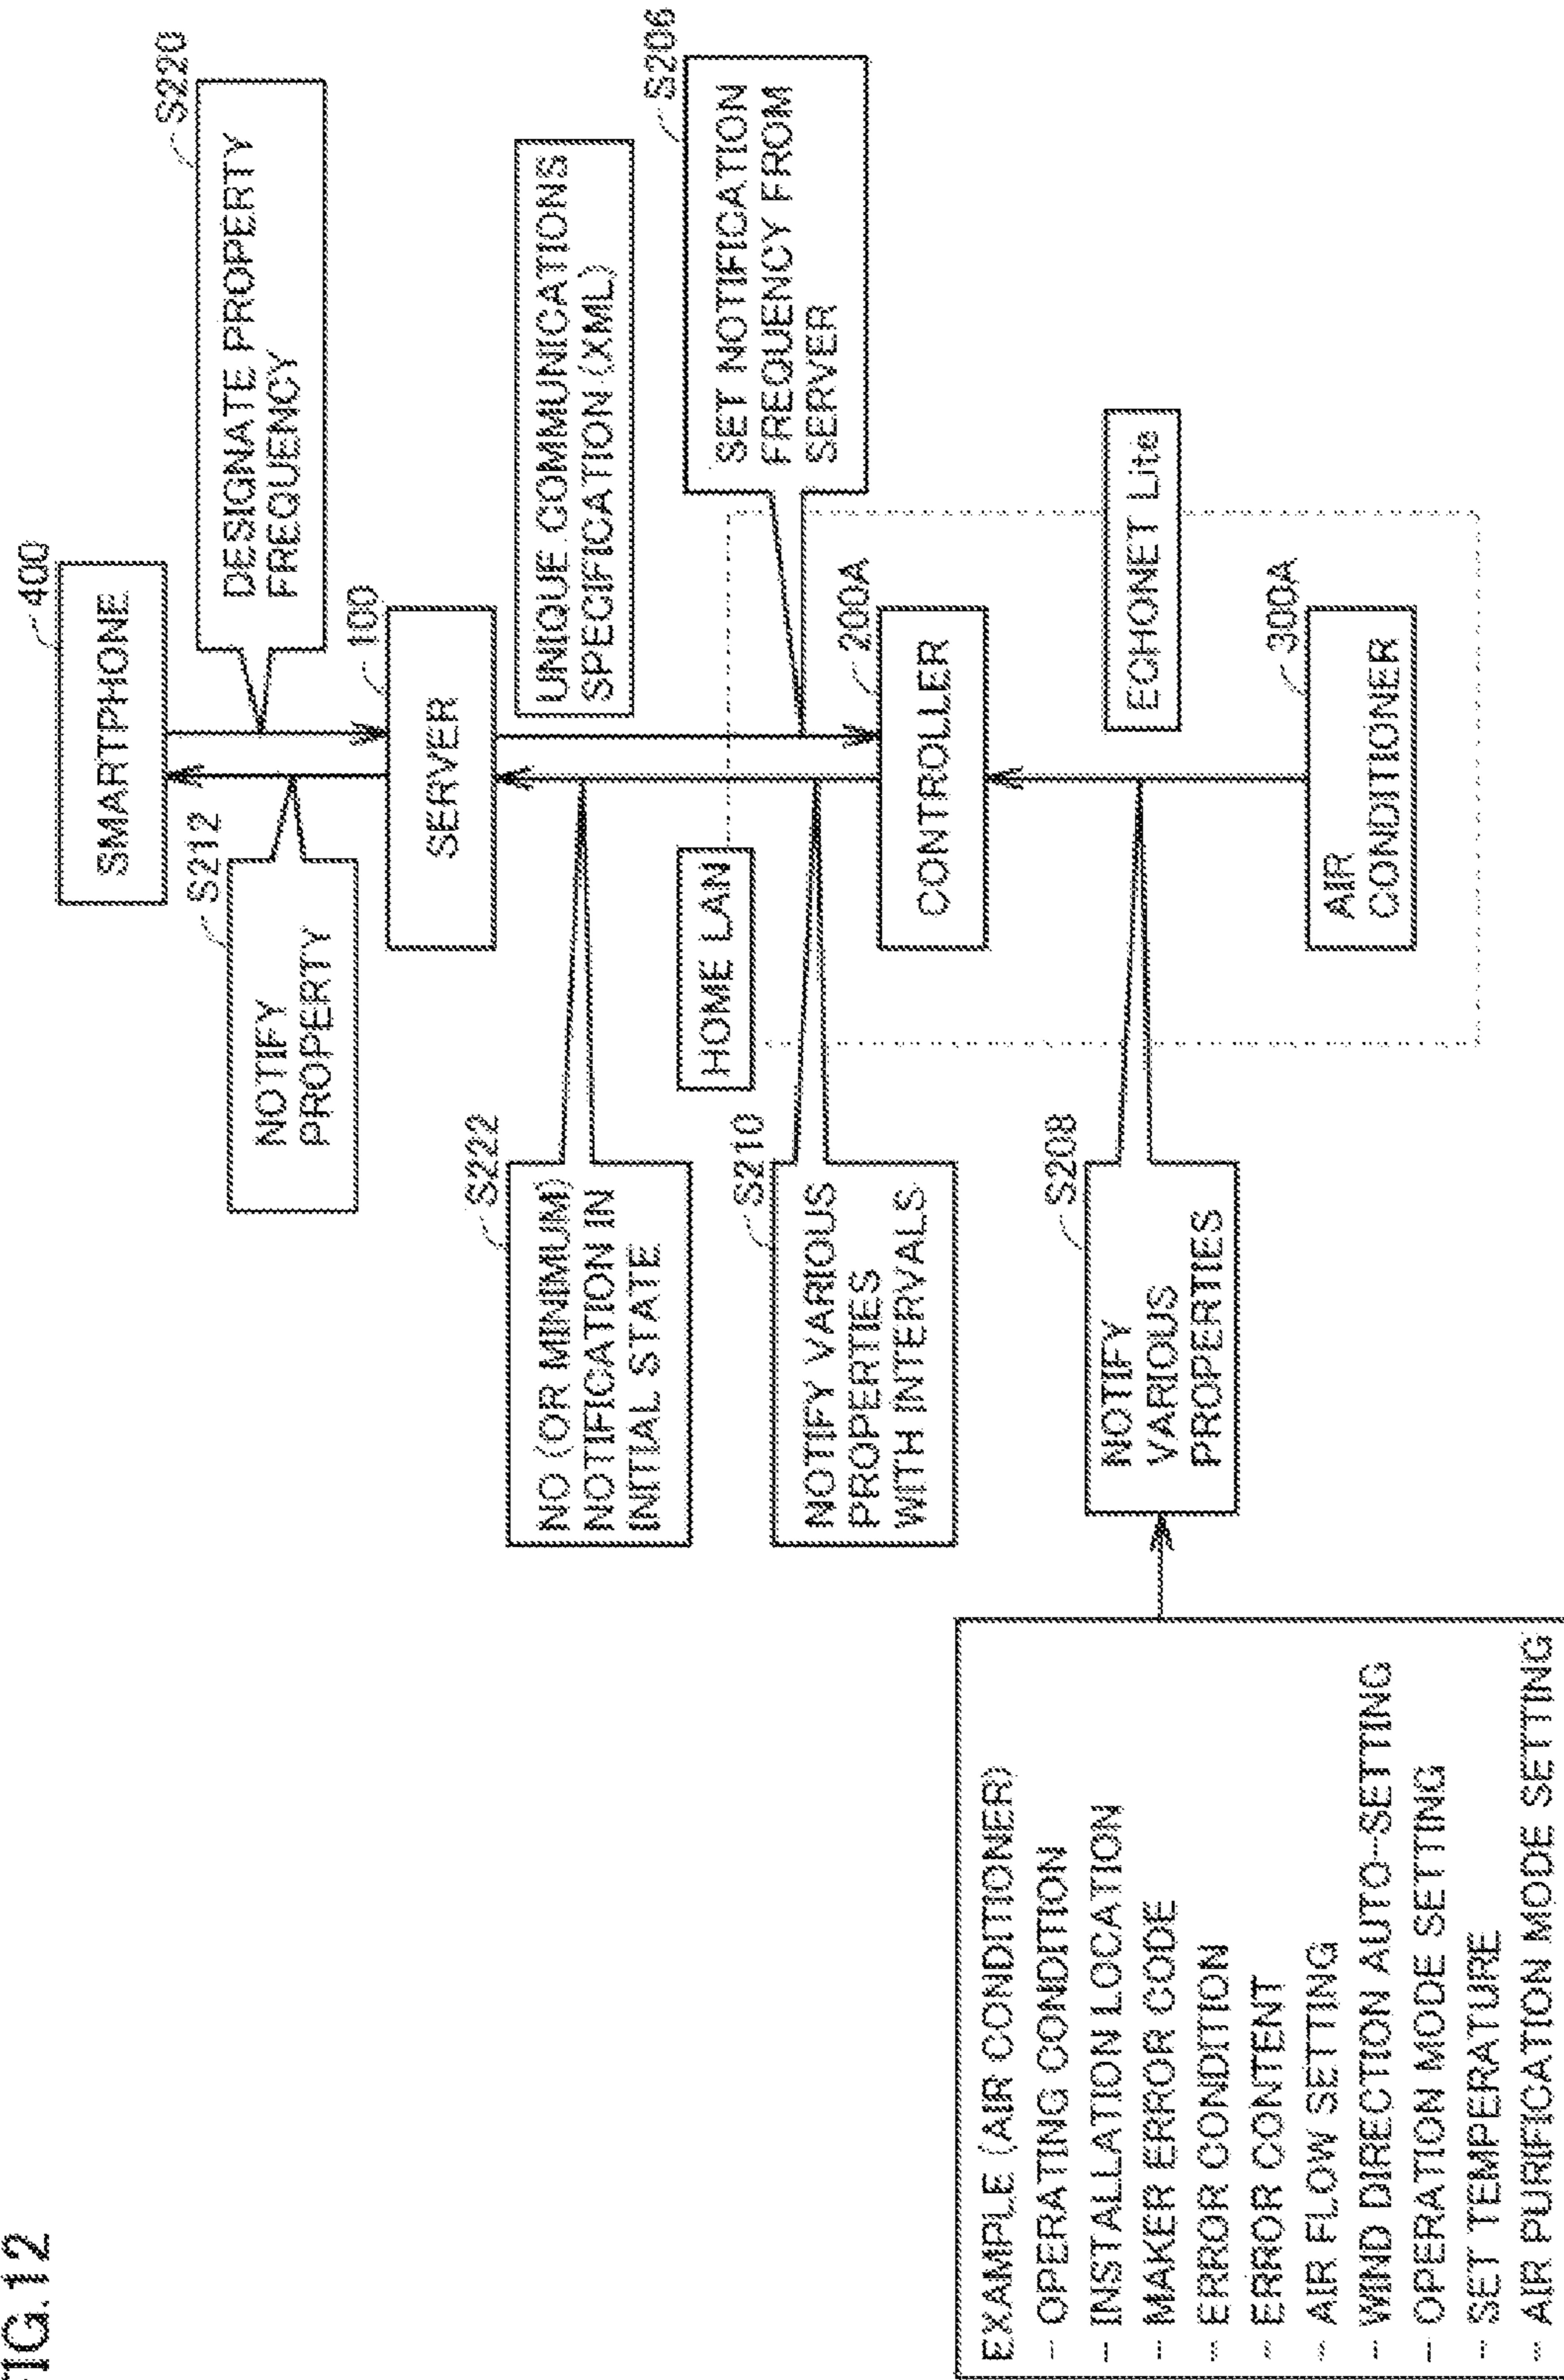 FIG.12
400
SMARTPHONE
S220
DESIGNATE PROPERTY
FREQUENCY
S212
NOTIFY
PROPERTY
100
SERVER
UNIQUE COMMUNICATIONS
SPECIFICATION (XML)
S222
NO (OR MINIMUM)
NOTIFICATION IN
INITIAL STATE
S206
SET NOTIFICATION
FREQUENCY FROM
SERVER
HOME LAN
S210
NOTIFY VARIOUS
PROPERTIES
WITH INTERVALS
200A
CONTROLLER
ECHONET Lite
S208
NOTIFY
VARIOUS
PROPERTIES
300A
AIR
CONDITIONER
EXAMPLE (AIR CONDITIONER)
- OPERATING CONDITION
- INSTALLATION LOCATION
- MAKER ERROR CODE
- ERROR CONDITION
- ERROR CONTENT
- AIR FLOW SETTING
- WIND DIRECTION AUTO-SETTING
- OPERATION MODE SETTING
- SET TEMPERATURE
- AIR PURIFICATION MODE SETTING